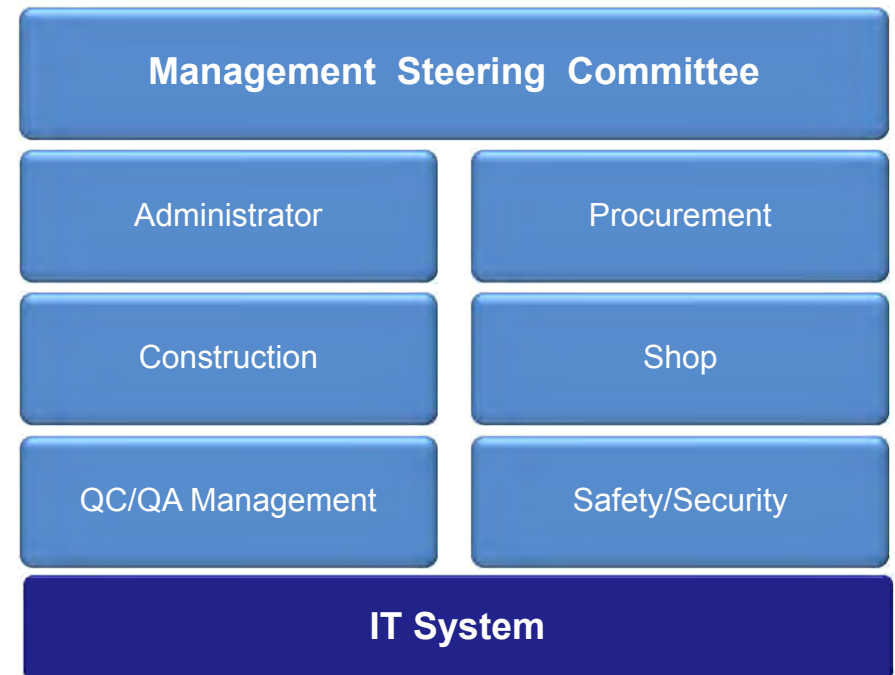 Management Steering Committee
Administrator
Procurement
Construction
Shop
QC/QA Management
Safety/Security
IT System